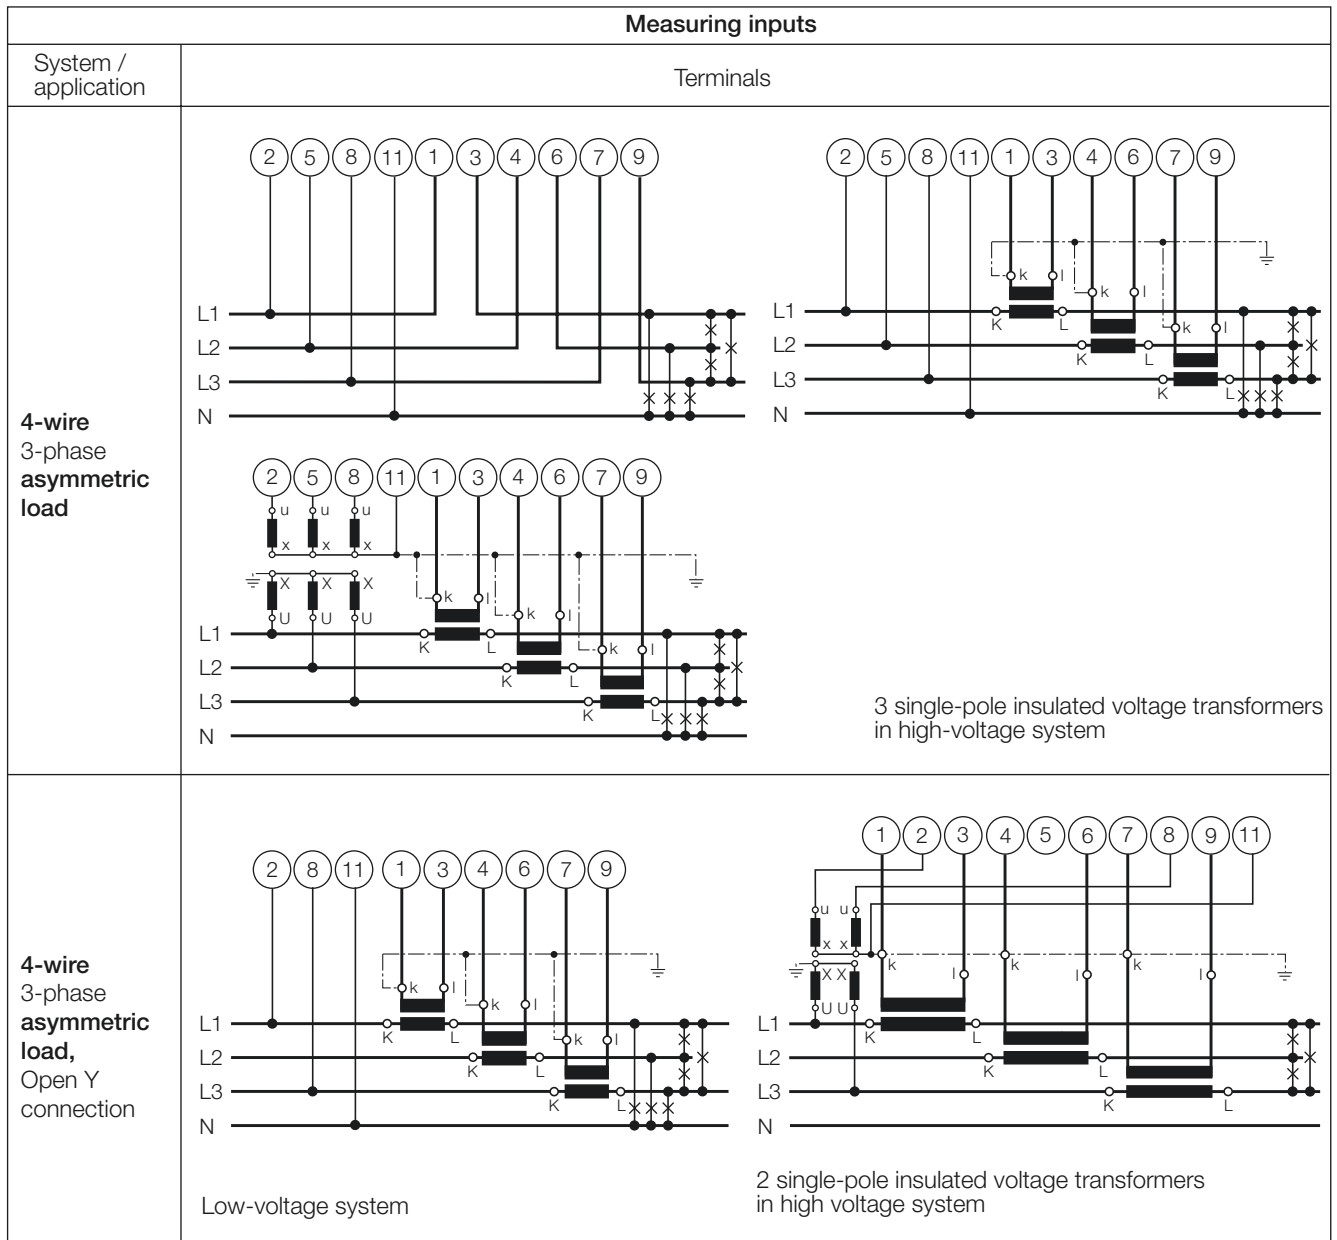 Measuring inputs
System /
application
Terminals
4-wire
3-phase
asymmetric
load
2 5 8 11 1 3 4 6 7 9
L1
L2
L3
N
2 5 8 11 1 3 4 6 7 9
k l
k l
k l
L1
K L
L2
K L
L3
K L
N
2 5 8 11 1 3 4 6 7 9
u u u
x x x
X X X
U U U
k l
k l
k l
L1
K L
L2
K L
L3
K L
N
3 single-pole insulated voltage transformers
in high-voltage system
4-wire
3-phase
asymmetric
load,
Open Y
connection
2 8 11 1 3 4 6 7 9
k l
k l
k l
L1
K L
L2
K L
L3
K L
N
Low-voltage system
1 2 3 4 5 6 7 8 9 11
u u
x x
k k k
X X
l l l
U U
L1
K L
L2
K L
L3
K L
N
2 single-pole insulated voltage transformers
in high voltage system